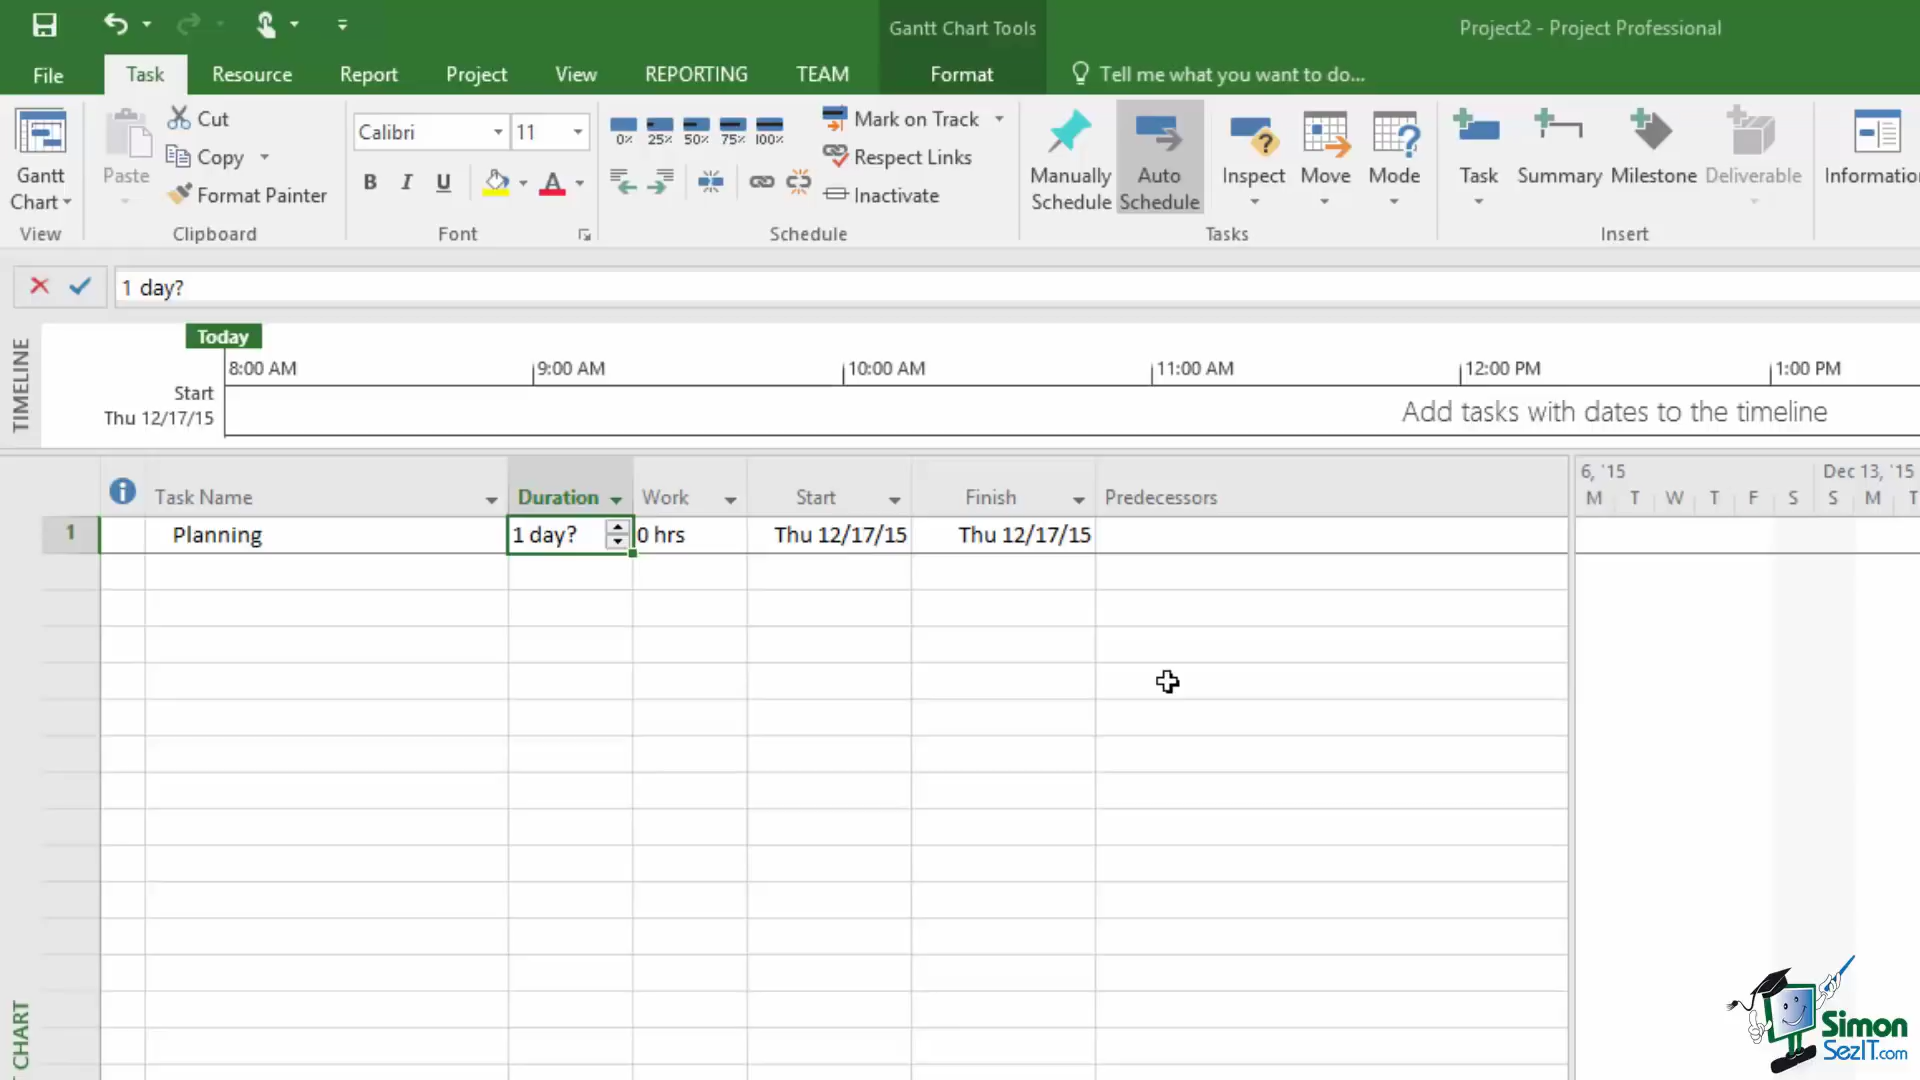 Gantt Chart Tools
Project2 - Project Professional
File Task Resource Report Project View REPORTING TEAM Format Tell me what you want to do...
Gantt Chart
View
Paste
Cut
Copy
Format Painter
Clipboard
Calibri 11
B I U A
Font
0% 25% 50% 75% 100%
Mark on Track
Respect Links
Inactivate
Schedule
Manually Schedule
Auto Schedule
Inspect
Move
Mode
Tasks
Task
Summary
Milestone
Deliverable
Insert
Informatio
1 day?
TIMELINE
Today
8:00 AM 9:00 AM 10:00 AM 11:00 AM 12:00 PM 1:00 PM
Start
Thu 12/17/15
Add tasks with dates to the timeline
Task Name Duration Work Start Finish Predecessors
6, '15 Dec 13, '15
M T W T F S S M T
1 Planning 1 day? 0 hrs Thu 12/17/15 Thu 12/17/15
T CHART
Simon
SezIT.com